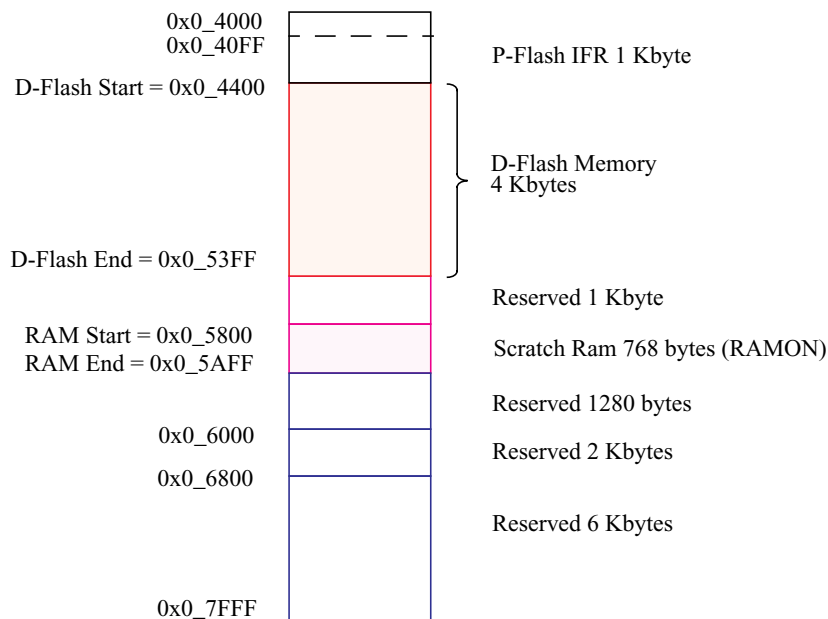 0x0_4000
0x0_40FF
P-Flash IFR 1 Kbyte
D-Flash Start = 0x0_4400
D-Flash Memory
4 Kbytes
D-Flash End = 0x0_53FF
Reserved 1 Kbyte
RAM Start = 0x0_5800
Scratch Ram 768 bytes (RAMON)
RAM End = 0x0_5AFF
Reserved 1280 bytes
0x0_6000
Reserved 2 Kbytes
0x0_6800
Reserved 6 Kbytes
0x0_7FFF